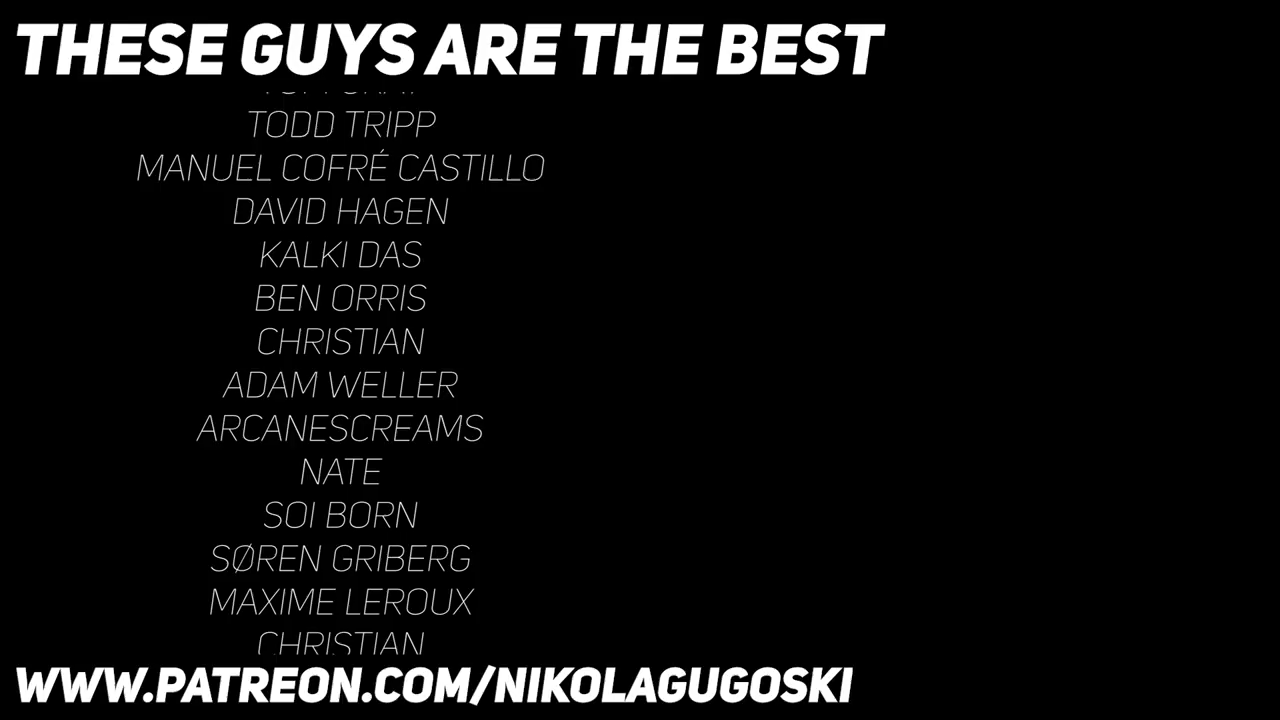 THESE GUYS ARE THE BEST
TODD TRIPP
MANUEL COFRÉ CASTILLO
DAVID HAGEN
KALKI DAS
BEN ORRIS
CHRISTIAN
ADAM WELLER
ARCANESCREAMS
NATE
SOI BORN
SØREN GRIBERG
MAXIME LEROUX
CHRISTIAN
WWW.PATREON.COM/NIKOLAGUGOSKI